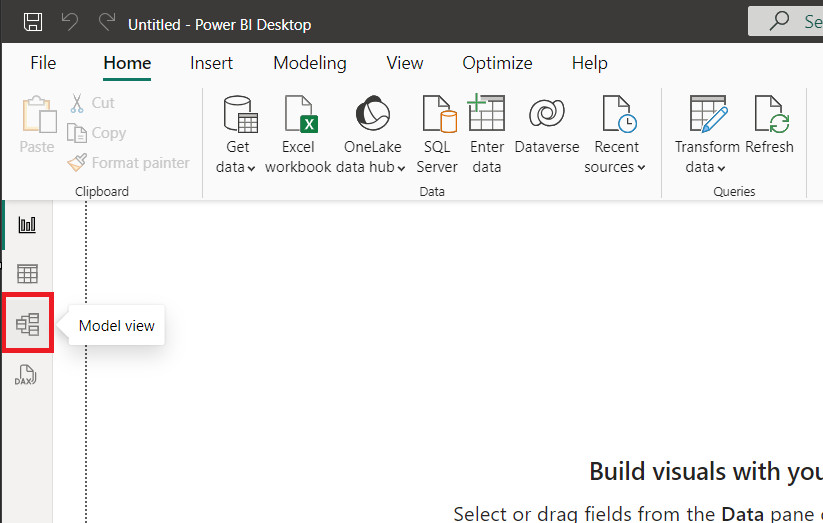 Untitled - Power BI Desktop
Se
File Home Insert Modeling View Optimize Help
Paste
Cut
Copy
Format painter
Clipboard
Get data
Excel workbook
OneLake data hub
SQL Server
Enter data
Dataverse
Recent sources
Data
Transform data
Refresh
Queries
Model view
DAX
Build visuals with you
Select or drag fields from the Data pane